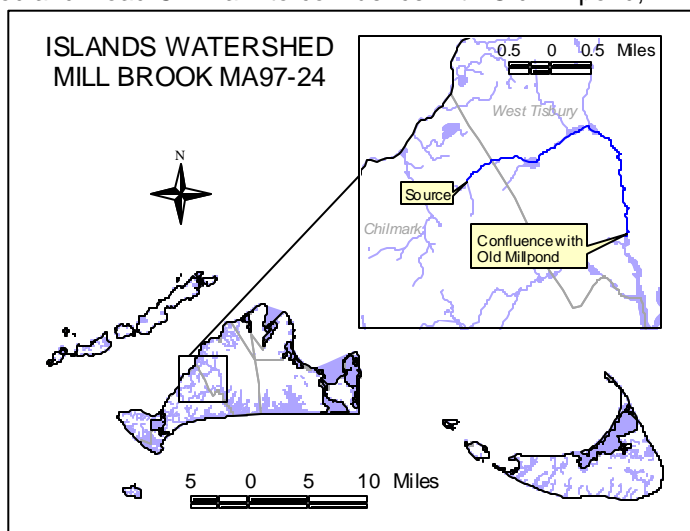 ISLANDS WATERSHED
MILL BROOK MA97-24
0.5 0 0.5 Miles
West Tisbury
Source
Chilmark
Confluence with
Old Millpond
N
5 0 5 10 Miles